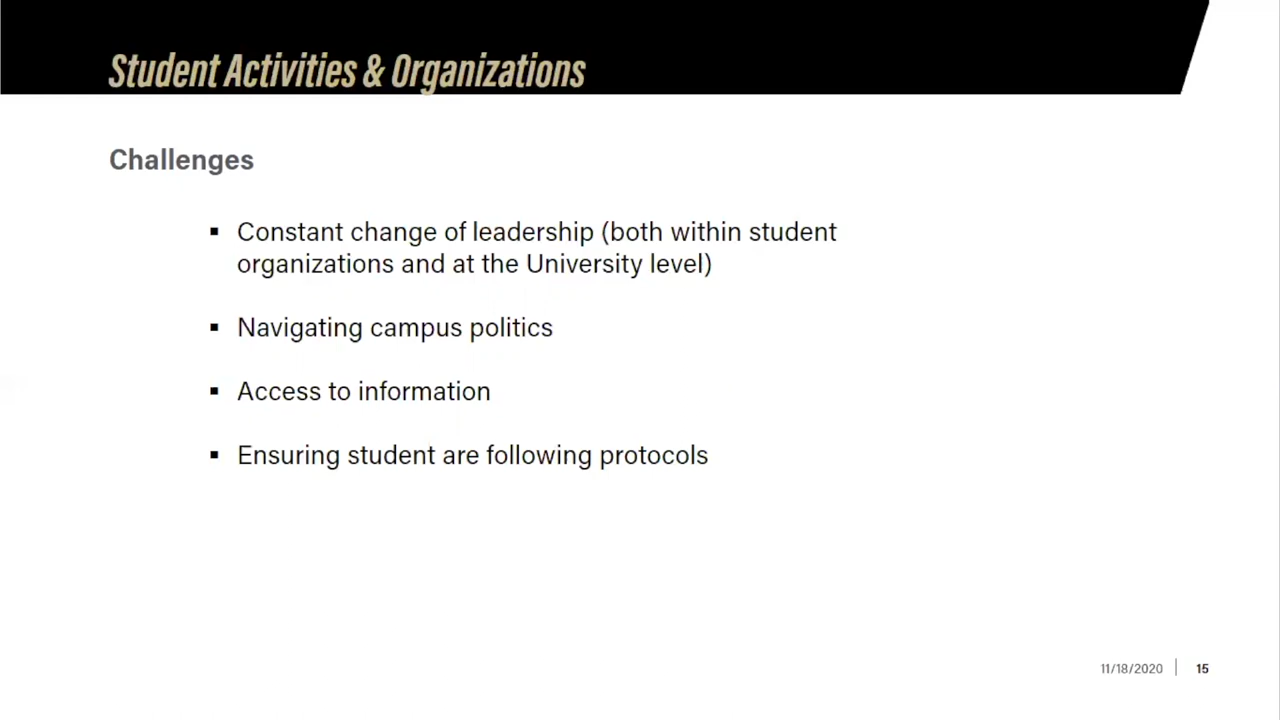 Student Activities & Organizations
Challenges
▪ Constant change of leadership (both within student
organizations and at the University level)
▪ Navigating campus politics
▪ Access to information
▪ Ensuring student are following protocols
11/18/2020 | 15